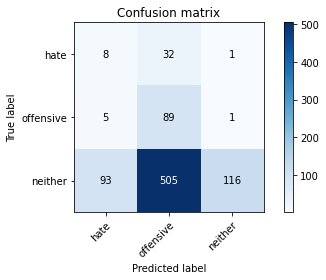 Confusion matrix
hate 8 32 1
offensive 5 89 1
neither 93 505 116
hate offensive neither
True label
Predicted label
500
400
300
200
100